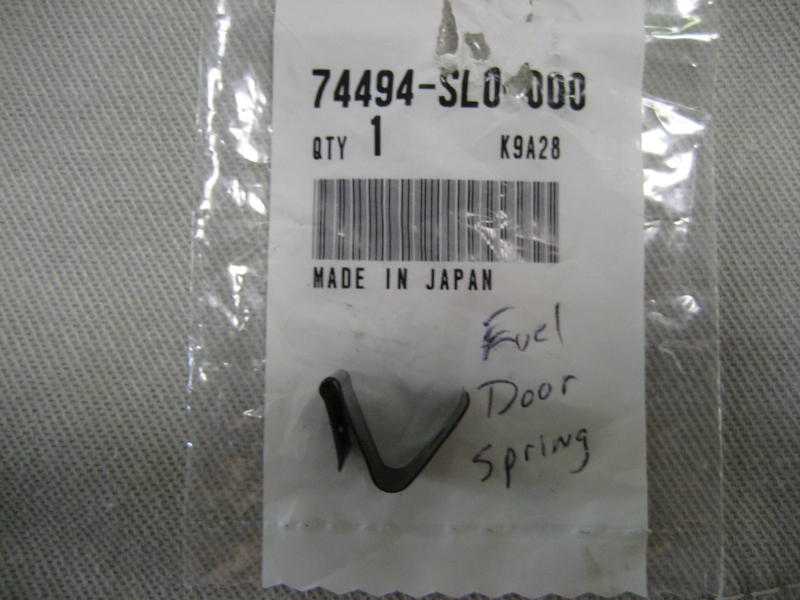 74494-SL0-000
QTY 1 K9A28
MADE IN JAPAN
Fuel
Door
Spring